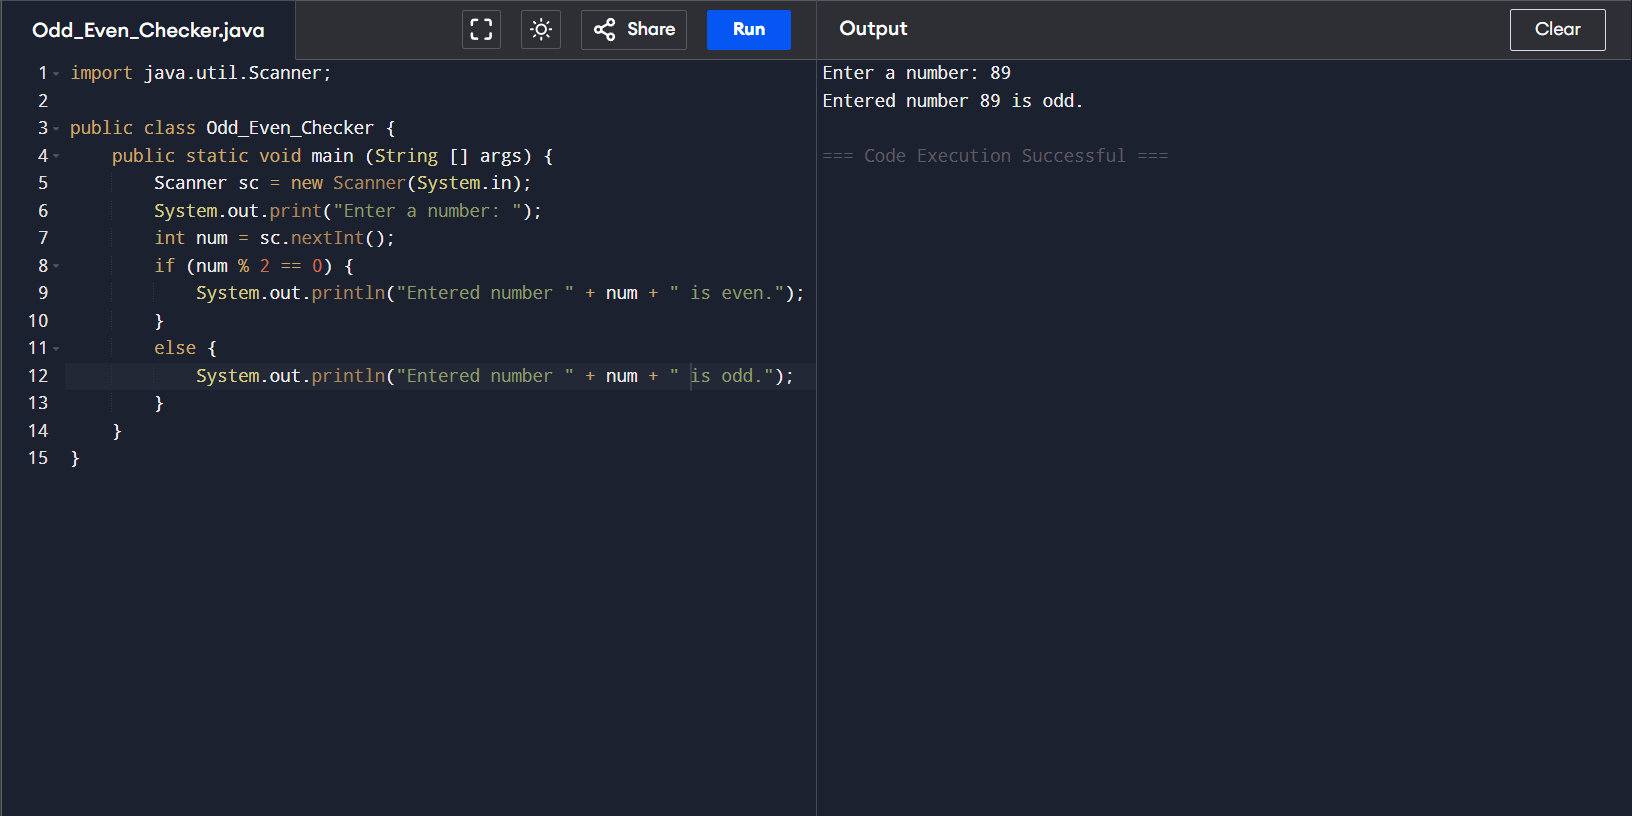 Odd_Even_Checker.java
Share
Run
1 import java.util.Scanner;
2
3 public class Odd_Even_Checker {
4     public static void main (String [] args) {
5         Scanner sc = new Scanner(System.in);
6         System.out.print("Enter a number: ");
7         int num = sc.nextInt();
8         if (num % 2 == 0) {
9             System.out.println("Entered number " + num + " is even.");
10         }
11         else {
12             System.out.println("Entered number " + num + " is odd.");
13         }
14     }
15 }
Output
Clear
Enter a number: 89
Entered number 89 is odd.
=== Code Execution Successful ===